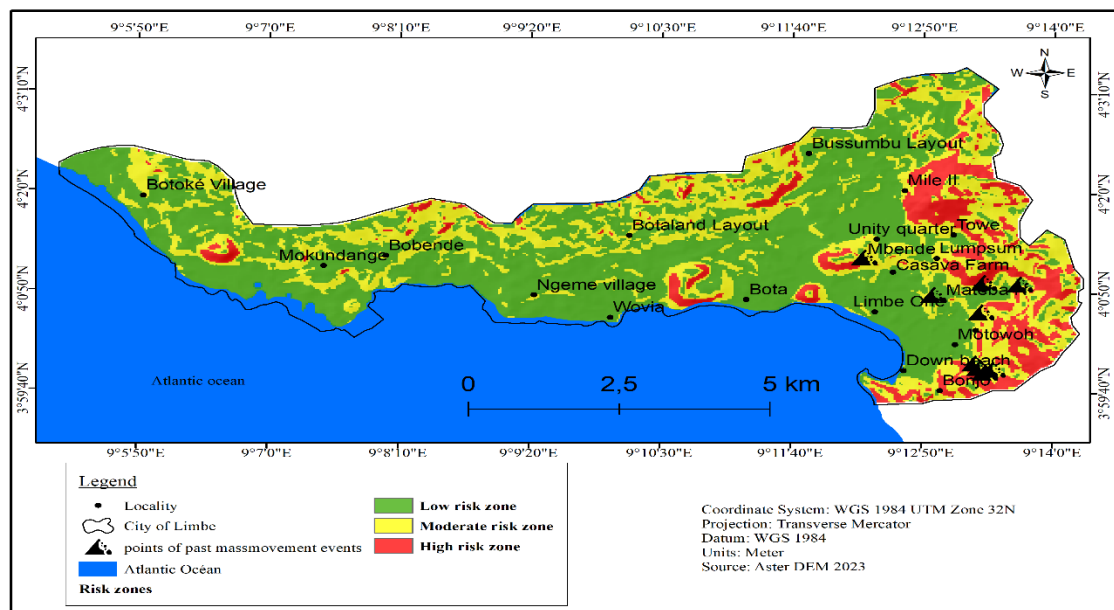 9°5'50"E 9°7'0"E 9°8'10"E 9°9'20"E 9°10'30"E 9°11'40"E 9°12'50"E 9°14'0"E
N
W E
S
4°3'10"N 4°3'10"N
Bussumbu Layout
4°2'0"N 4°2'0"N
Botoké Village
Mile II
Botaland Layout
Unity quarter Towe
Bobende
Mbende Lumpsum
Mokundange
Casava Farm
4°0'50"N 4°0'50"N
Ngeme village
Bota
Mateba
Limbe One
Wovia
Motowoh
Down beach
Bonjo
3°59'40"N 3°59'40"N
Atlantic ocean
0 2,5 5 km
9°5'50"E 9°7'0"E 9°8'10"E 9°9'20"E 9°10'30"E 9°11'40"E 9°12'50"E 9°14'0"E
Legend
Locality
City of Limbe
points of past massmovement events
Atlantic Océan
Risk zones
Low risk zone
Moderate risk zone
High risk zone
Coordinate System: WGS 1984 UTM Zone 32N
Projection: Transverse Mercator
Datum: WGS 1984
Units: Meter
Source: Aster DEM 2023